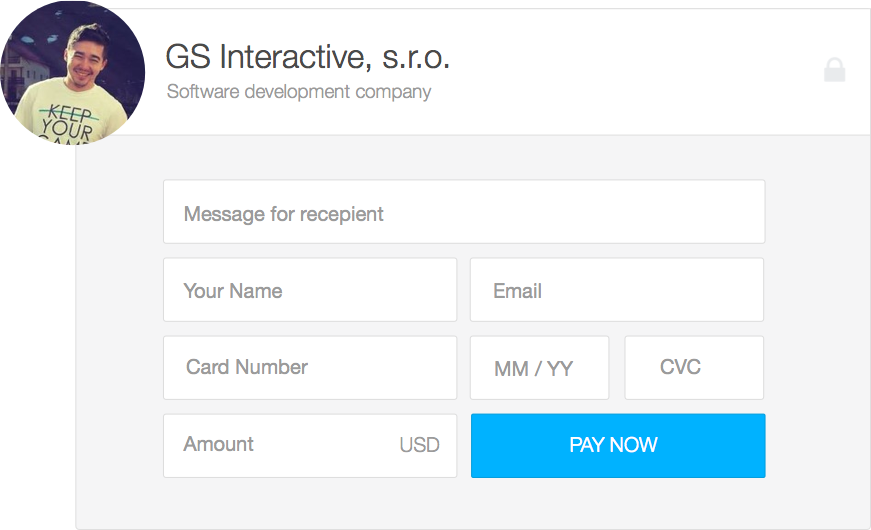 GS Interactive, s.r.o.
Software development company
KEEP
YOUR
Message for recepient
Your Name
Email
Card Number
MM / YY
CVC
Amount
USD
PAY NOW